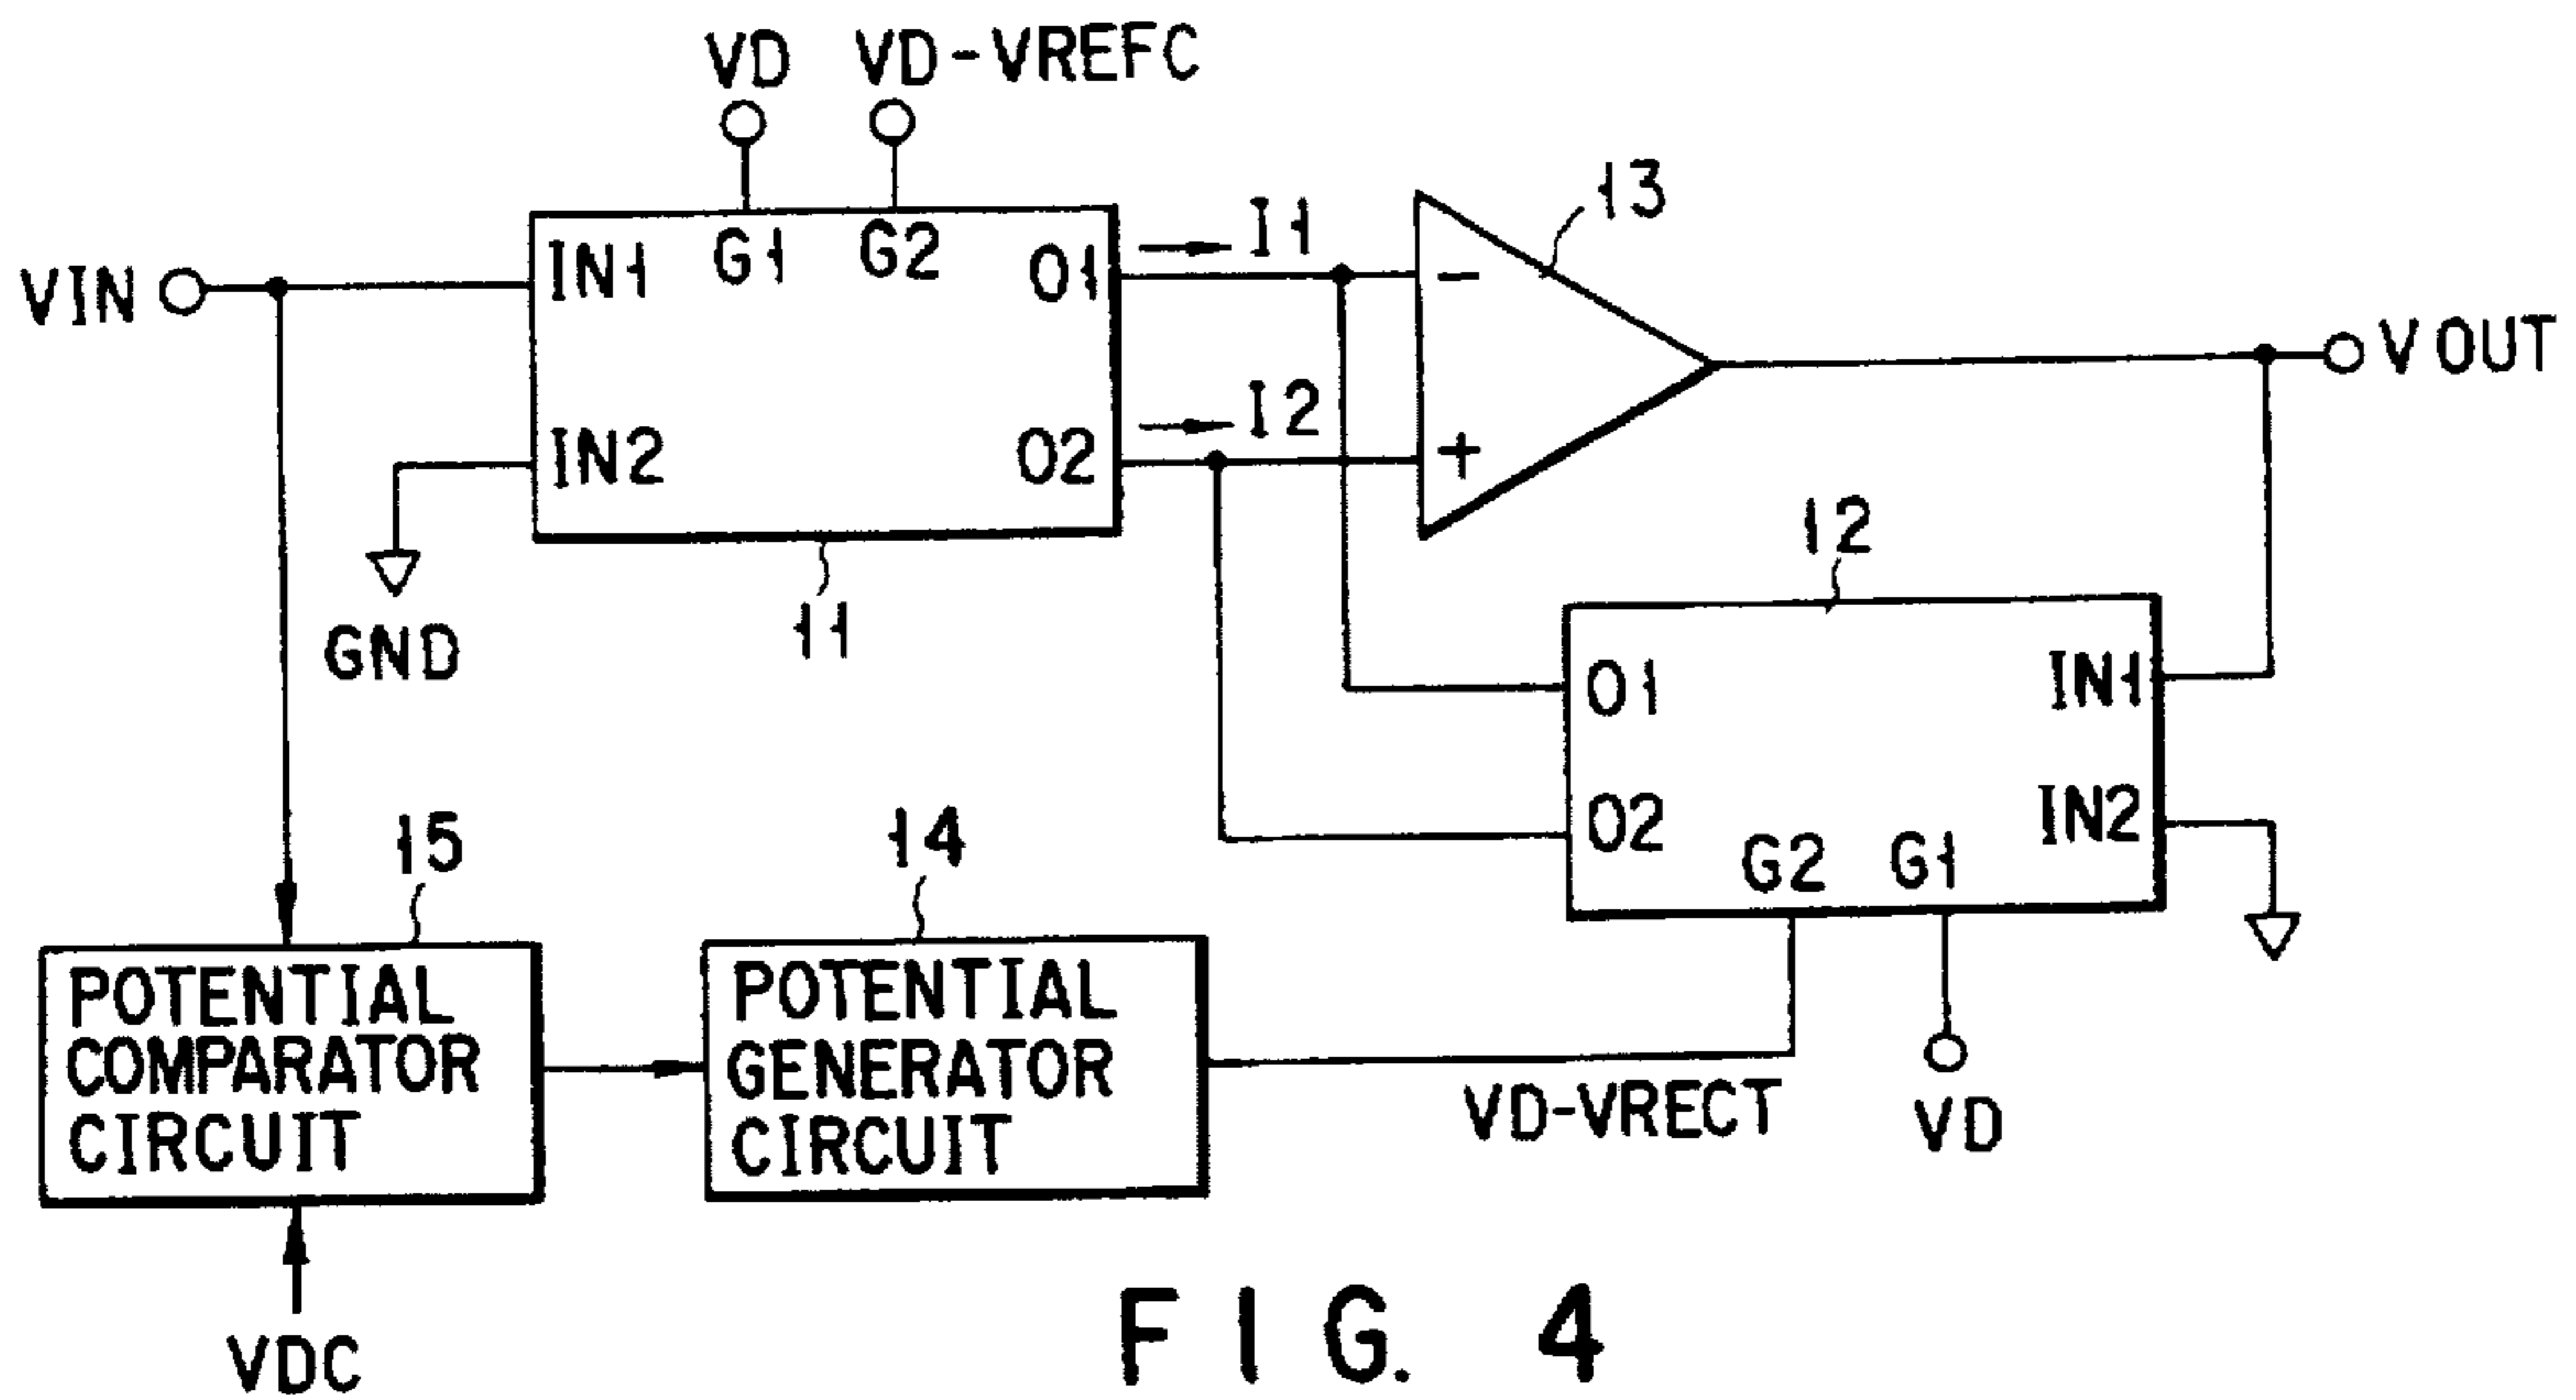 VD VD-VREFC
VIN
IN1 G1 G2 O1
I1
13
IN2 O2
I2
- 
+
V OUT
GND
11
12
O1 IN1
O2 IN2
G2 G1
15
14
POTENTIAL
COMPARATOR
CIRCUIT
POTENTIAL
GENERATOR
CIRCUIT
VD-VRECT
VD
VDC
FIG. 4